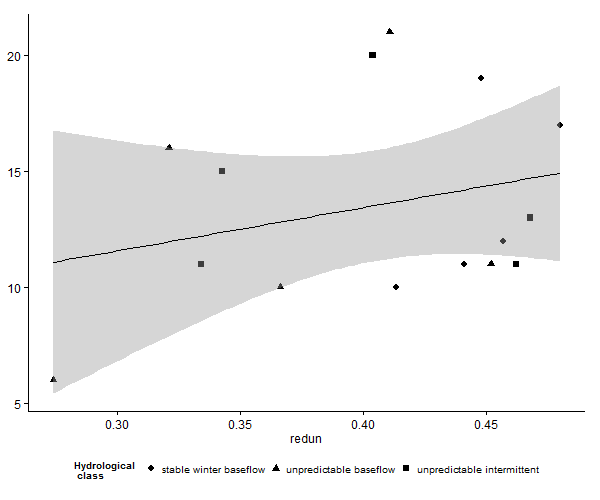 20
15
10
5
0.30 0.35 0.40 0.45
redun
Hydrological
class
stable winter baseflow unpredictable baseflow unpredictable intermittent